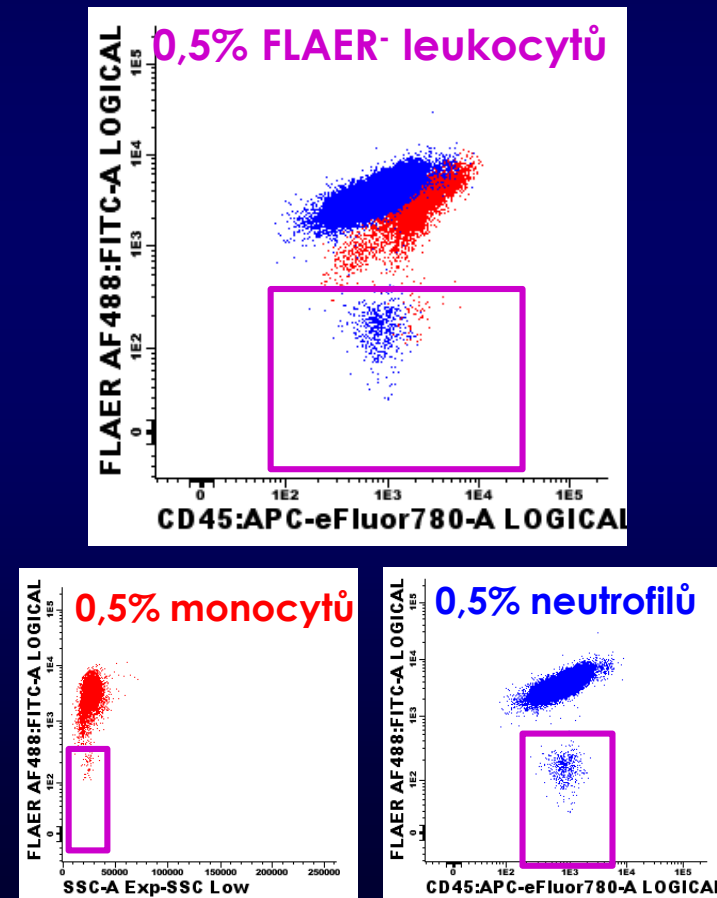 0,5% FLAER- leukocytů
FLAER AF488:FITC-A LOGICAL
1E5
1E4
1E3
1E2
0
0
1E2
1E3
1E4
1E5
CD45:APC-eFluor780-A LOGICAL
0,5% monocytů
FLAER AF488:FITC-A LOGICAL
1E5
1E4
1E3
1E2
0
0
50000
100000
150000
200000
250000
SSC-A Exp-SSC Low
0,5% neutrofilů
FLAER AF488:FITC-A LOGICAL
1E5
1E4
1E3
1E2
0
0
1E2
1E3
1E4
1E5
CD45:APC-eFluor780-A LOGICAL